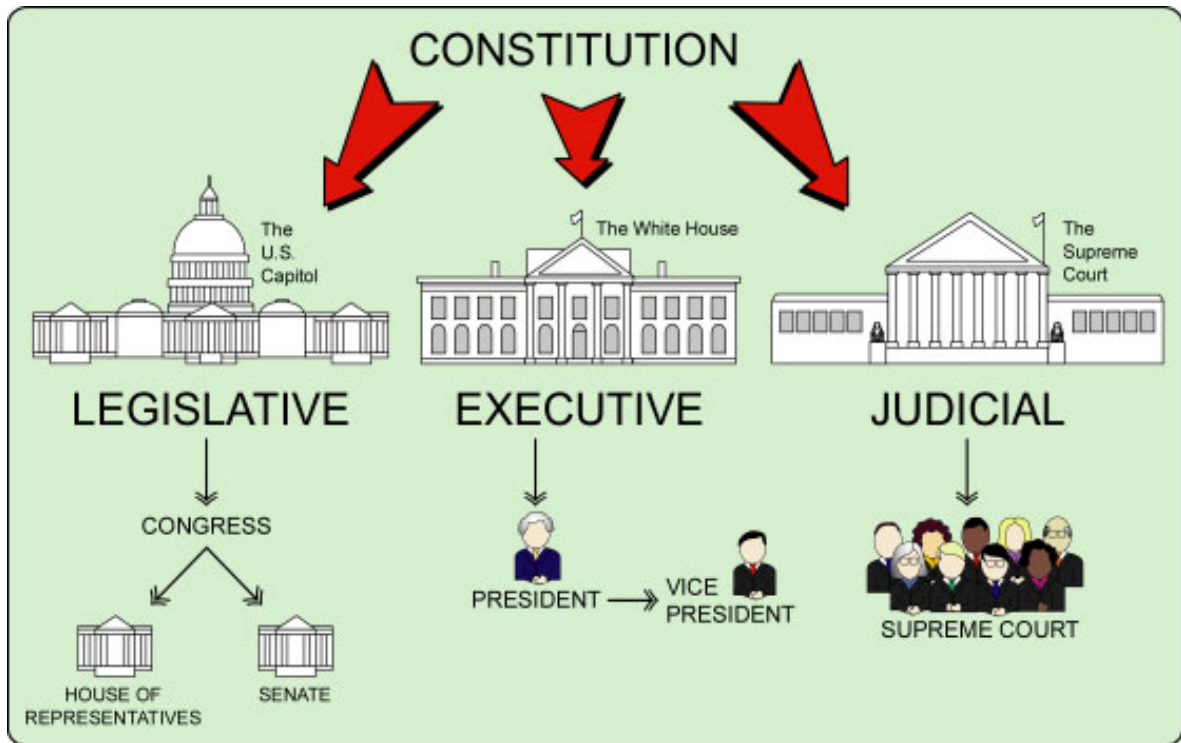 CONSTITUTION
The
U.S.
Capitol
The White House
The
Supreme
Court
LEGISLATIVE
EXECUTIVE
JUDICIAL
CONGRESS
PRESIDENT
VICE
PRESIDENT
SUPREME COURT
HOUSE OF
REPRESENTATIVES
SENATE